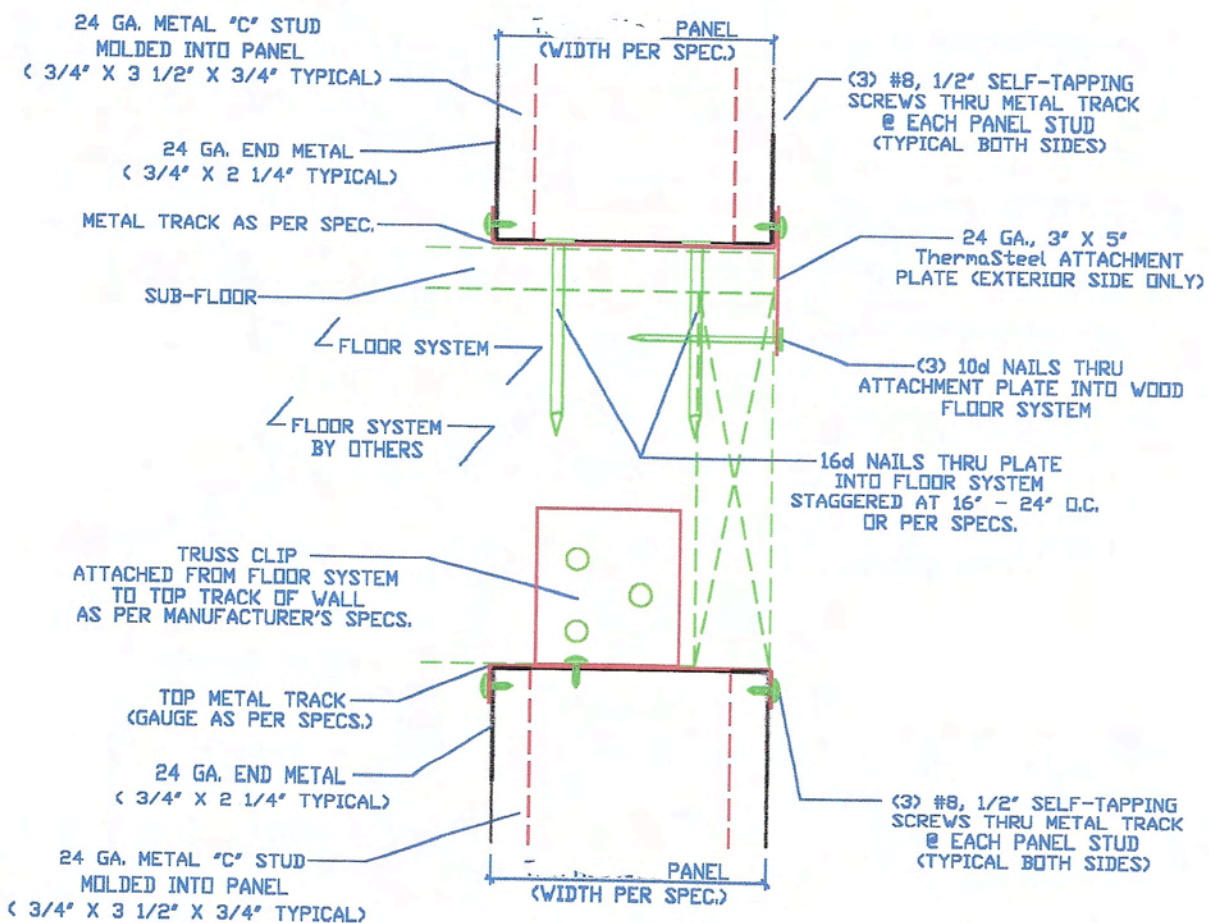 24 GA. METAL "C" STUD
MOLDED INTO PANEL
( 3/4" X 3 1/2" X 3/4" TYPICAL)
24 GA. END METAL
( 3/4" X 2 1/4" TYPICAL)
METAL TRACK AS PER SPEC.
SUB-FLOOR
FLOOR SYSTEM
FLOOR SYSTEM
BY OTHERS
PANEL
(WIDTH PER SPEC.)
(3) #8, 1/2" SELF-TAPPING
SCREWS THRU METAL TRACK
@ EACH PANEL STUD
(TYPICAL BOTH SIDES)
24 GA., 3" X 5"
ThermaSteel ATTACHMENT
PLATE (EXTERIOR SIDE ONLY)
(3) 10d NAILS THRU
ATTACHMENT PLATE INTO WOOD
FLOOR SYSTEM
16d NAILS THRU PLATE
INTO FLOOR SYSTEM
STAGGERED AT 16" - 24" O.C.
OR PER SPECS.
TRUSS CLIP
ATTACHED FROM FLOOR SYSTEM
TO TOP TRACK OF WALL
AS PER MANUFACTURER'S SPECS.
TOP METAL TRACK
(GAUGE AS PER SPECS.)
24 GA. END METAL
( 3/4" X 2 1/4" TYPICAL)
24 GA. METAL "C" STUD
MOLDED INTO PANEL
( 3/4" X 3 1/2" X 3/4" TYPICAL)
PANEL
(WIDTH PER SPEC.)
(3) #8, 1/2" SELF-TAPPING
SCREWS THRU METAL TRACK
@ EACH PANEL STUD
(TYPICAL BOTH SIDES)